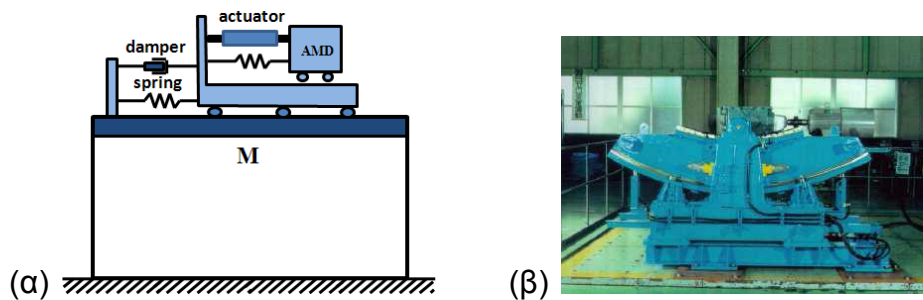 actuator
damper
AMD
spring
M
(α)
(β)